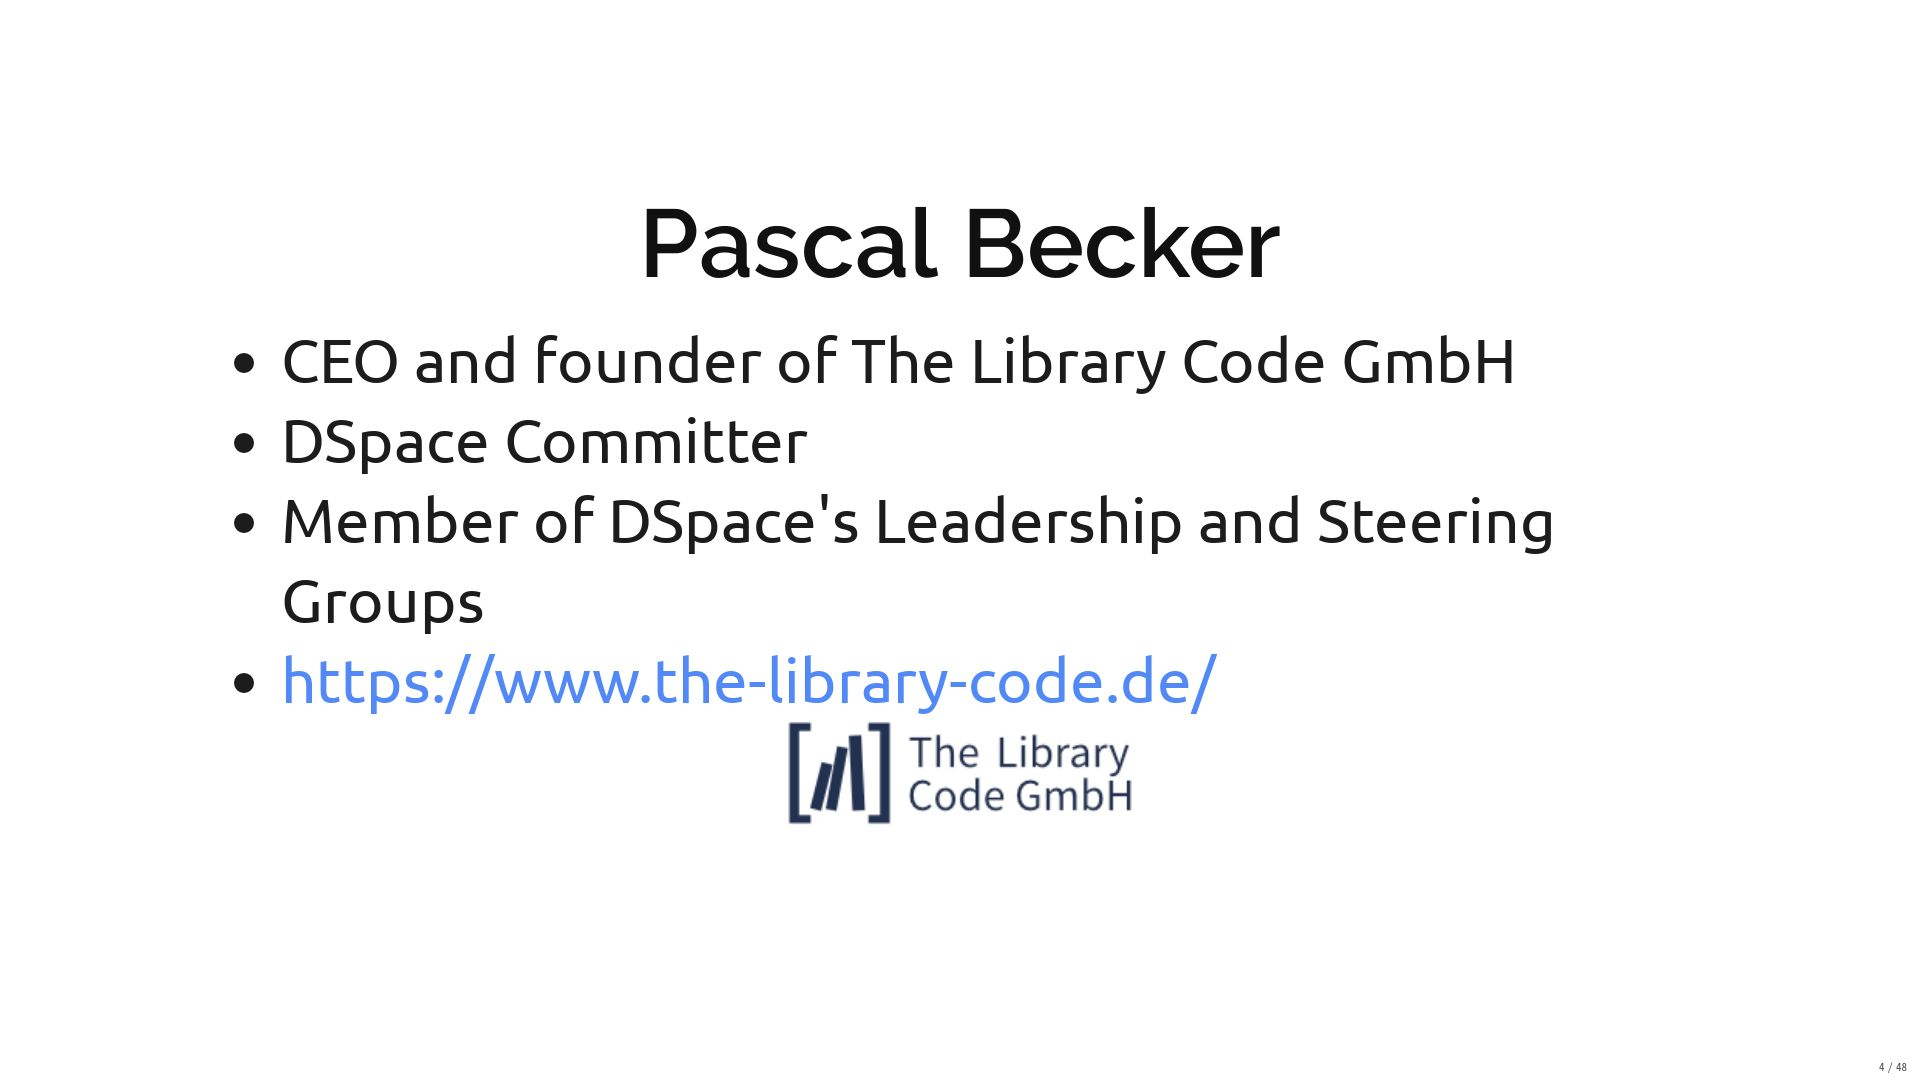 Pascal Becker
• CEO and founder of The Library Code GmbH
• DSpace Committer
• Member of DSpace's Leadership and Steering
Groups
• https://www.the-library-code.de/
The Library
Code GmbH
4 / 48